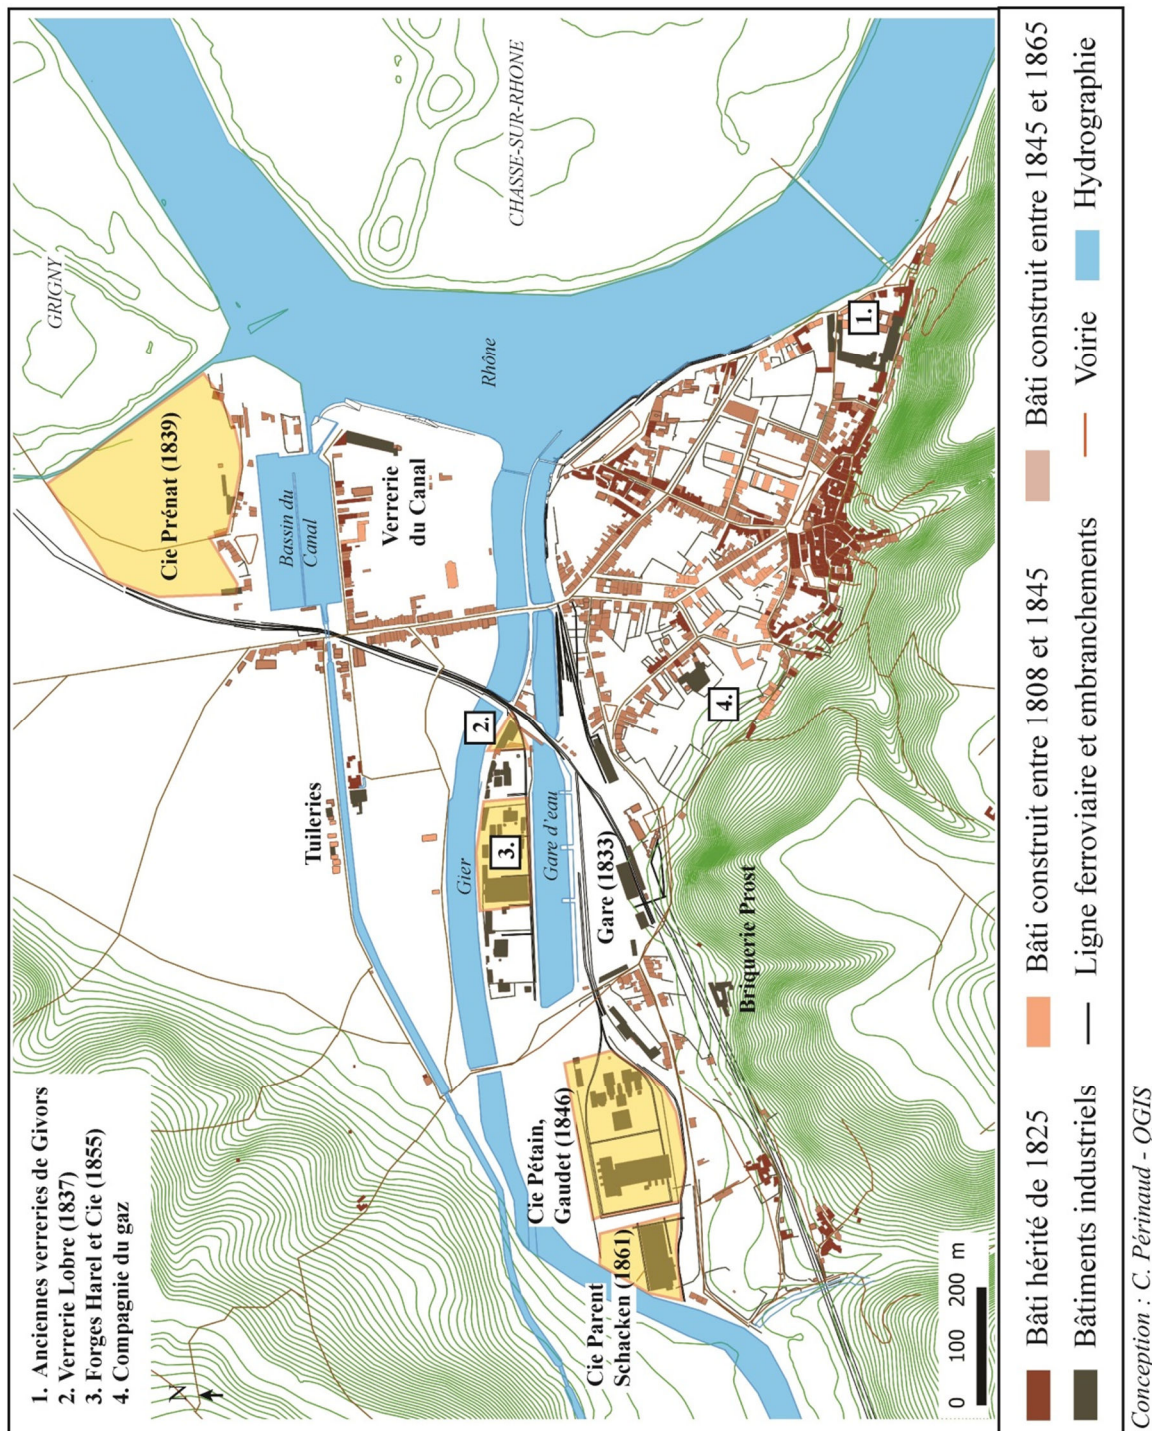 1. Anciennes verreries de Givors
2. Verrerie Lobre (1837)
3. Forges Harel et Cie (1855)
4. Compagnie du gaz
N
GRIGNY
CHASSE-SUR-RHONE
Cie Prénat (1839)
Bassin du
Canal
Rhône
Verrerie
du Canal
Tuileries
2.
Gier
3.
Gare d'eau
4.
1.
Gare (1833)
Briquerie Prost
Cie Pétain,
Gaudet (1846)
Cie Parent
Schacken (1861)
0 100 200 m
Bâti hérité de 1825
Bâti construit entre 1808 et 1845
Bâti construit entre 1845 et 1865
Bâtiments industriels
Ligne ferroviaire et embranchements
Voirie
Hydrographie
Conception : C. Périnaud - OGIS